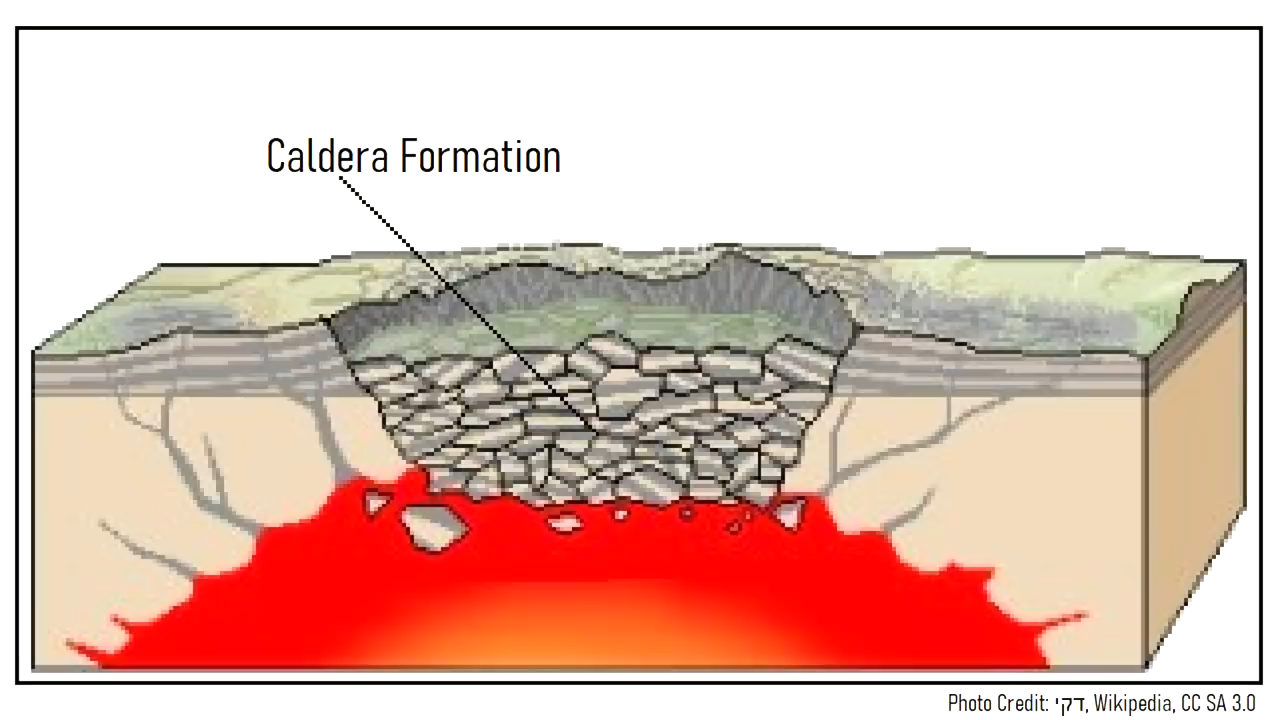 Caldera Formation
Photo Credit: דקי, Wikipedia, CC SA 3.0